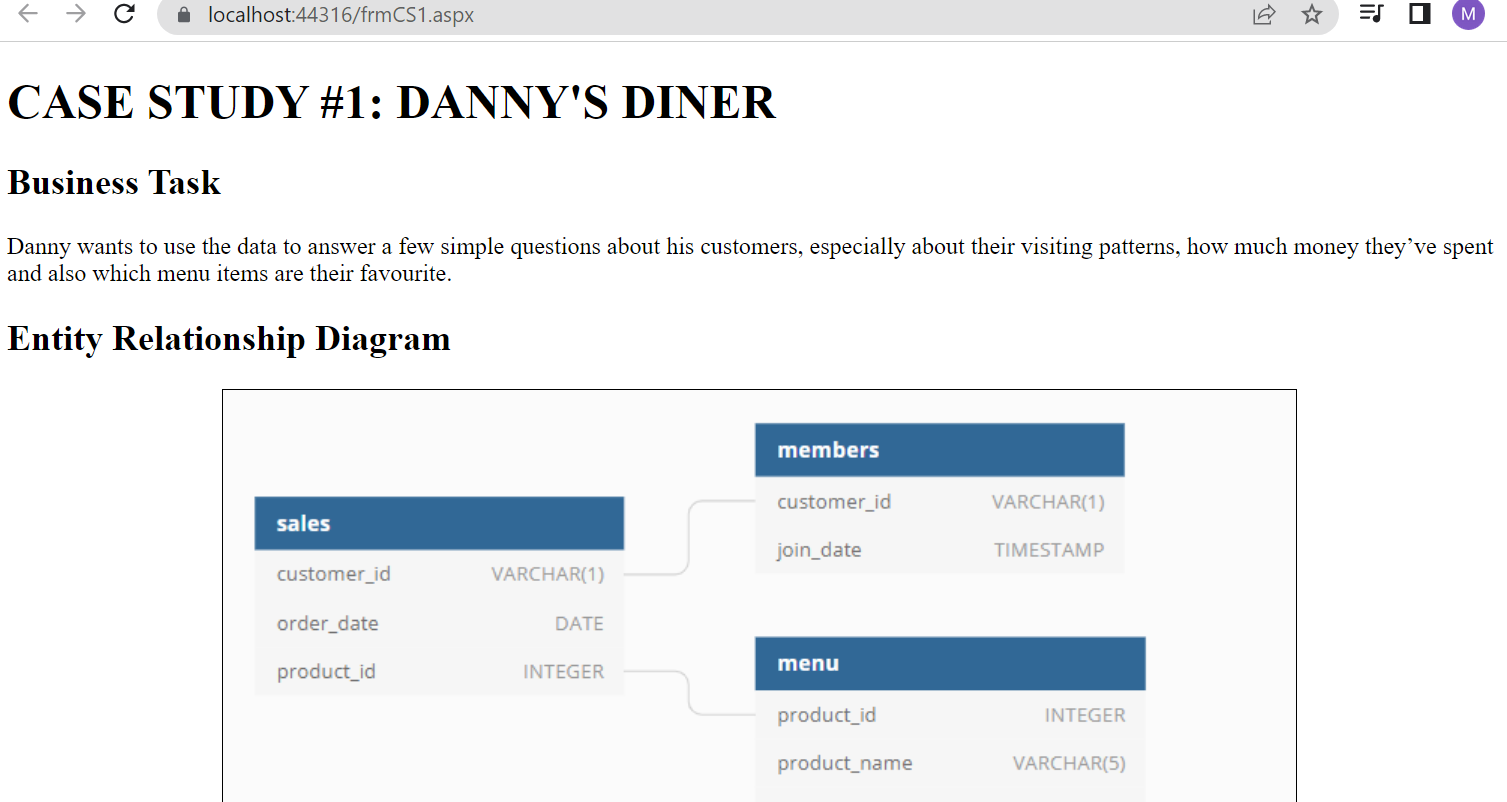 localhost:44316/frmCS1.aspx
M
CASE STUDY #1: DANNY'S DINER
Business Task
Danny wants to use the data to answer a few simple questions about his customers, especially about their visiting patterns, how much money they’ve spent
and also which menu items are their favourite.
Entity Relationship Diagram
sales
customer_id VARCHAR(1)
order_date DATE
product_id INTEGER
members
customer_id VARCHAR(1)
join_date TIMESTAMP
menu
product_id INTEGER
product_name VARCHAR(5)